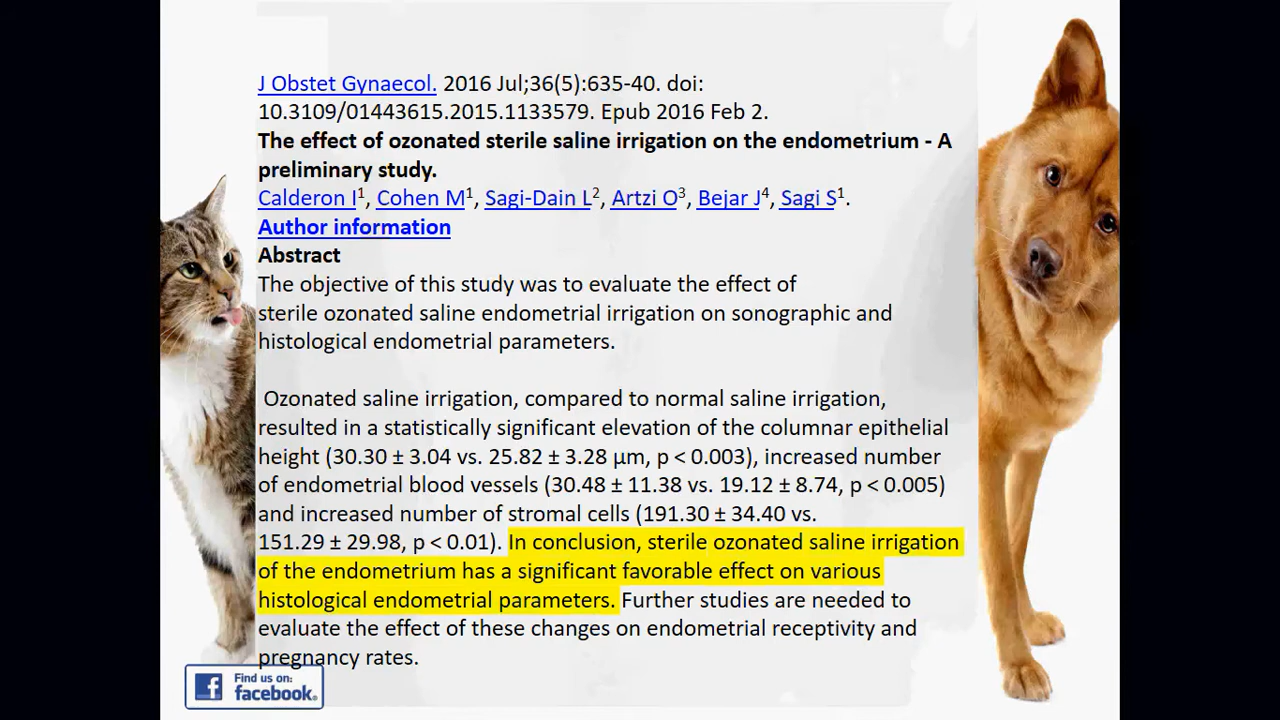 J Obstet Gynaecol. 2016 Jul;36(5):635-40. doi:
10.3109/01443615.2015.1133579. Epub 2016 Feb 2.
The effect of ozonated sterile saline irrigation on the endometrium - A
preliminary study.
Calderon I1, Cohen M1, Sagi-Dain L2, Artzi O3, Bejar J4, Sagi S1.
Author information
Abstract
The objective of this study was to evaluate the effect of
sterile ozonated saline endometrial irrigation on sonographic and
histological endometrial parameters.
Ozonated saline irrigation, compared to normal saline irrigation,
resulted in a statistically significant elevation of the columnar epithelial
height (30.30 ± 3.04 vs. 25.82 ± 3.28 μm, p < 0.003), increased number
of endometrial blood vessels (30.48 ± 11.38 vs. 19.12 ± 8.74, p < 0.005)
and increased number of stromal cells (191.30 ± 34.40 vs.
151.29 ± 29.98, p < 0.01). In conclusion, sterile ozonated saline irrigation
of the endometrium has a significant favorable effect on various
histological endometrial parameters. Further studies are needed to
evaluate the effect of these changes on endometrial receptivity and
pregnancy rates.
Find us on:
facebook®